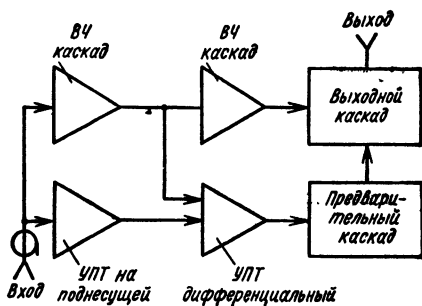 ВЧ
каскад
ВЧ
каскад
Выход
Выходной
каскад
Предвари-
тельный
каскад
Вход
УПТ на
поднесущей
УПТ
дифференциальный